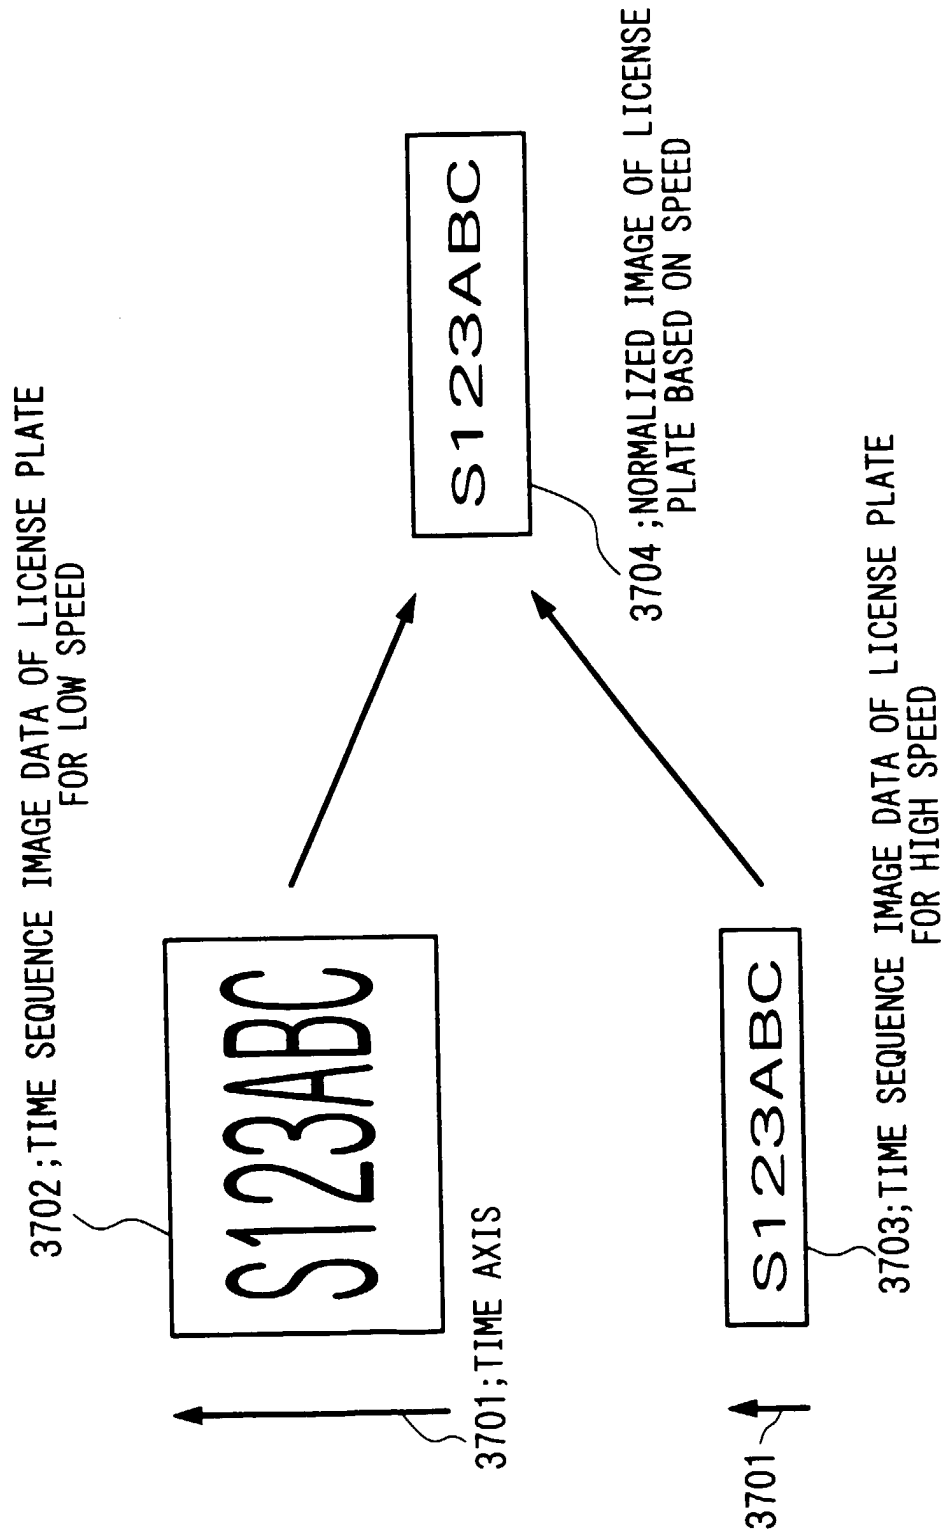 3702;TIME SEQUENCE IMAGE DATA OF LICENSE PLATE
FOR LOW SPEED
S123ABC
3701;TIME AXIS
S123ABC
3704;NORMALIZED IMAGE OF LICENSE
PLATE BASED ON SPEED
3701
S123ABC
3703;TIME SEQUENCE IMAGE DATA OF LICENSE PLATE
FOR HIGH SPEED